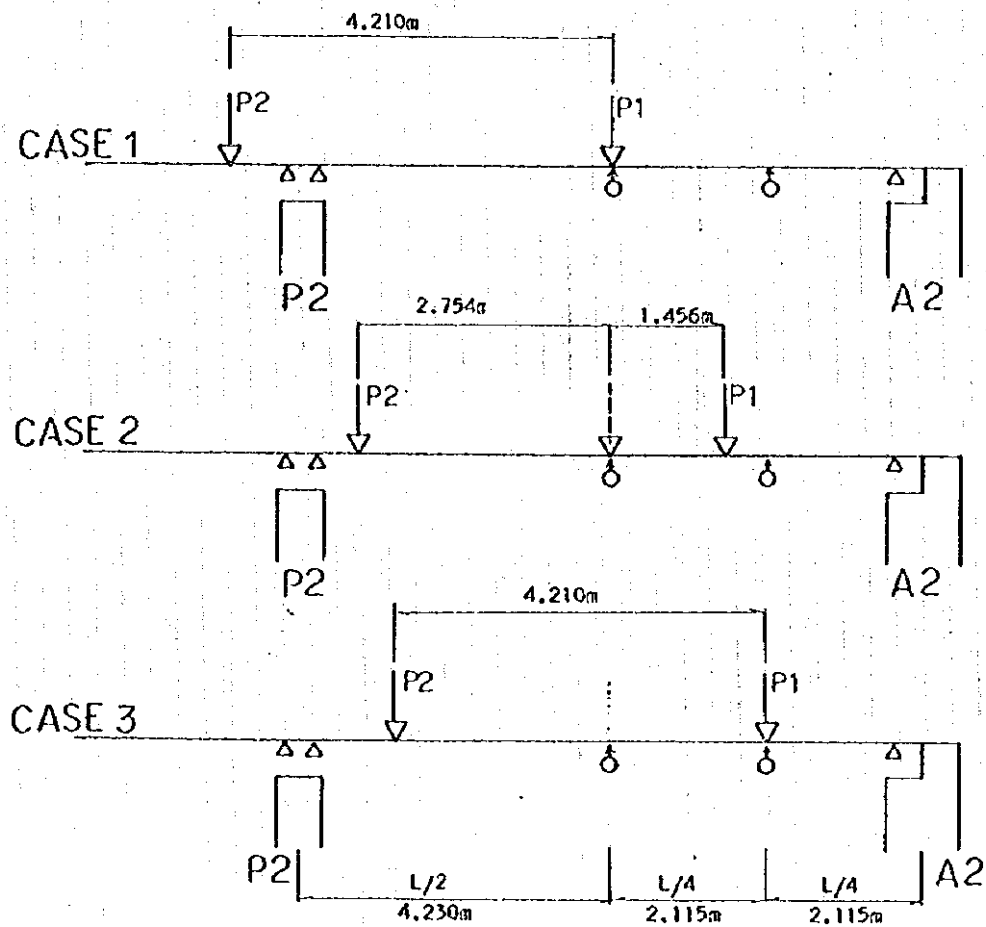 4.210m
P2 P1
CASE 1
P2 A2
2.754m 1.456m
P2 P1
CASE 2
P2 A2
4.210m
P2 P1
CASE 3
P2 L/2 L/4 L/4 A2
4.230m 2.115m 2.115m